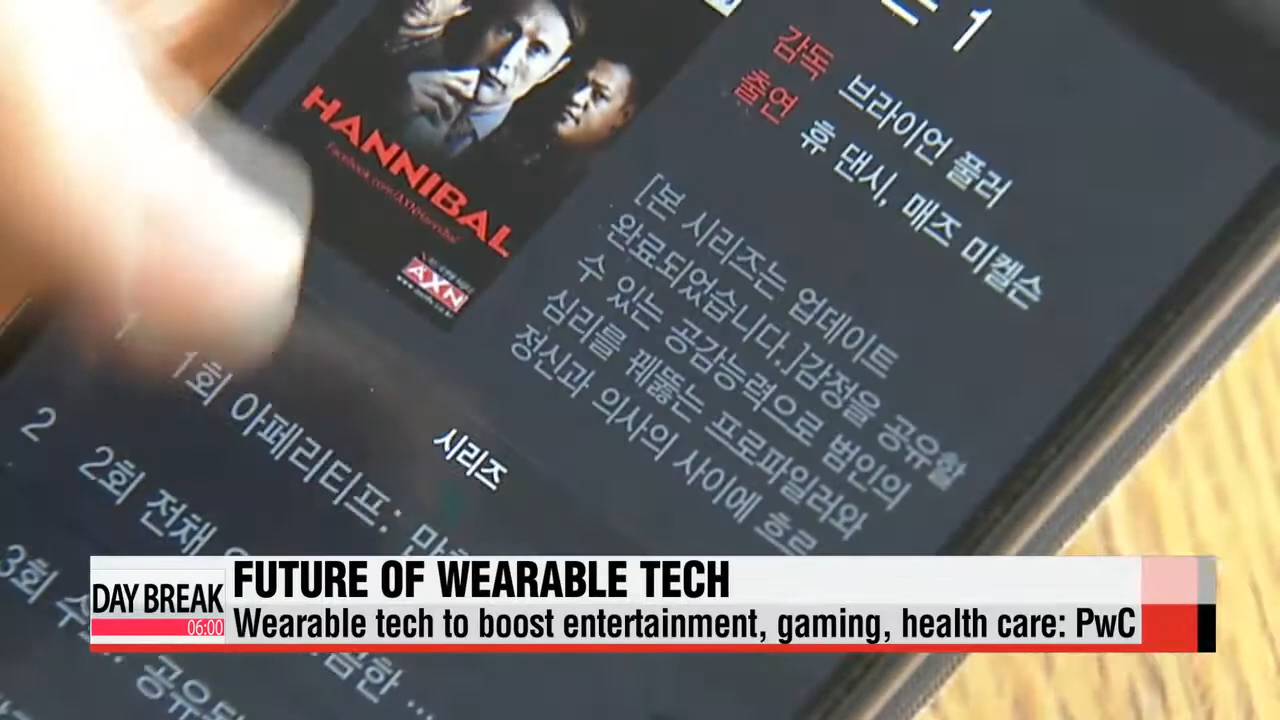 1
감독 브라이언 풀러
출연 휴 댄시, 매즈 미켈슨
HANNIBAL
AXN
[본 시리즈는 업데이트
완료되었습니다.]감정을 공유할
수 있는 공감능력으로 범인의
심리를 꿰뚫는 프로파일러와
정신과 의사의 사이에 흐르
시리즈
1
1회 아페리티프:
2
2회 전채
3회
공유
DAY BREAK
06:00
FUTURE OF WEARABLE TECH
Wearable tech to boost entertainment, gaming, health care: PwC